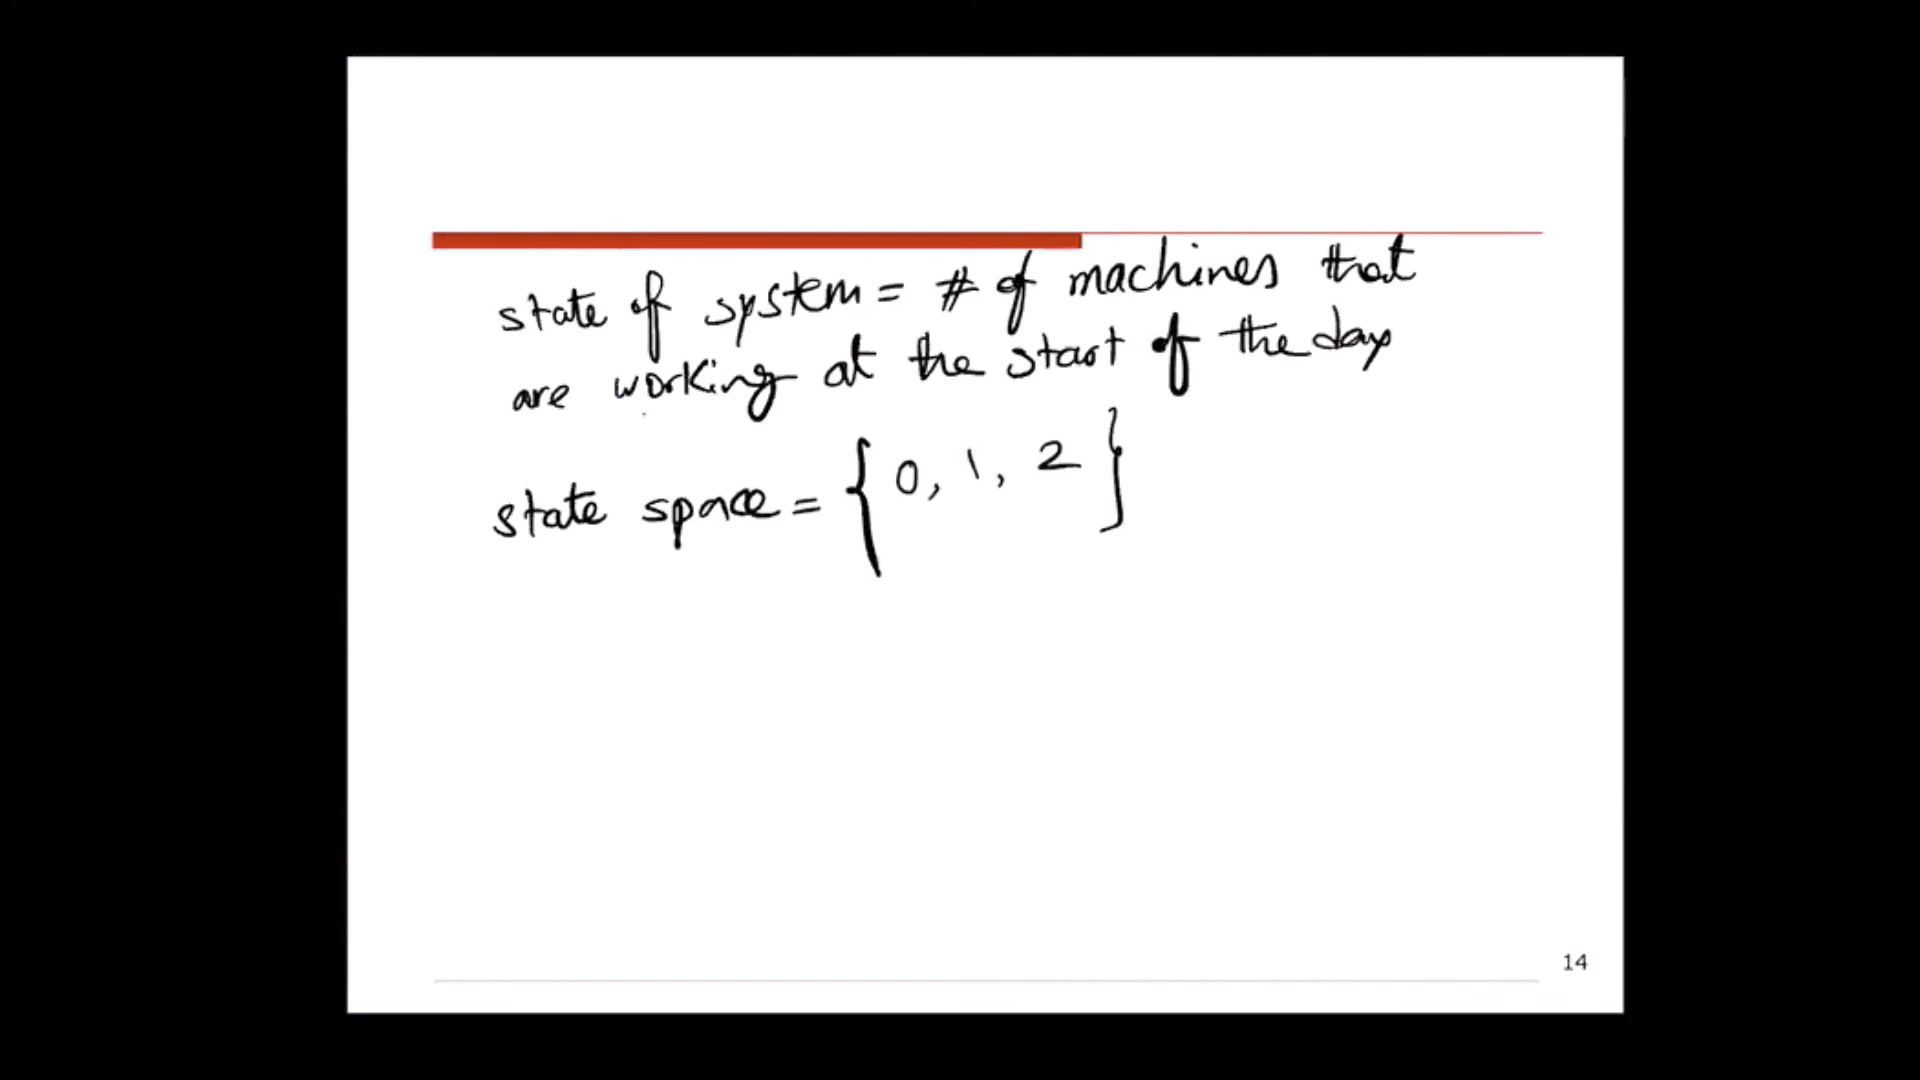 state of system = # of machines that
are working at the start of the day
state space = { 0, 1, 2 }
14